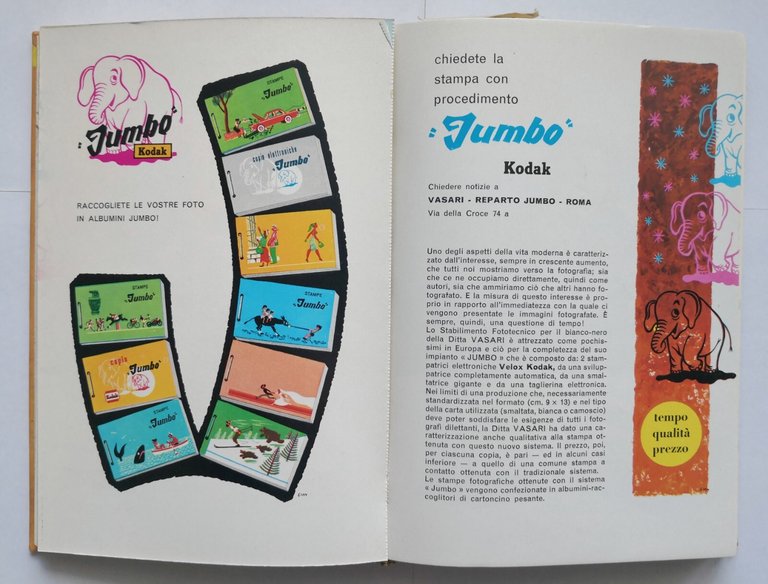 "Jumbo"
Kodak
RACCOGLIETE LE VOSTRE FOTO
IN ALBUMINI JUMBO!
STAMPE
"Jumbo"
copie elettroniche
"Jumbo"
STAMPE
"Jumbo"
STAMPE
"Jumbo"
copie
"Jumbo"
Kodak
STAMPE
"Jumbo"
chiedete la
stampa con
procedimento
"Jumbo"
Kodak
Chiedere notizie a
VASARI - REPARTO JUMBO - ROMA
Via della Croce 74 a
Uno degli aspetti della vita moderna è caratteriz-
zato dall'interesse, sempre in crescente aumento,
che tutti noi mostriamo verso la fotografia; sia
che ce ne occupiamo direttamente, quindi come
autori, sia che ammiriamo ciò che altri hanno fo-
tografato. E la misura di questo interesse è pro-
prio in rapporto all'immediatezza con la quale ci
vengono presentate le immagini fotografate. È
sempre, quindi, una questione di tempo!
Lo Stabilimento Fototecnico per il bianco-nero
della Ditta VASARI è attrezzato come pochis-
simi in Europa e ciò per la completezza del suo
impianto « JUMBO » che è composto da: 2 stam-
patrici elettroniche Velox Kodak, da una svilup-
patrice completamente automatica, da una smal-
tatrice gigante e da una taglierina elettronica.
Nei limiti di una produzione che, necessariamente
standardizzata nel formato (cm. 9 × 13) e nel tipo
della carta utilizzata (smaltata, bianca o camoscio)
deve poter soddisfare le esigenze di tutti i foto-
grafi dilettanti, la Ditta VASARI ha dato una ca-
ratterizzazione anche qualitativa alla stampa ot-
tenuta con questo nuovo sistema. Il prezzo, poi,
per ciascuna copia, è pari — ed in alcuni casi
inferiore — a quello di una comune stampa a
contatto ottenuta con il tradizionale sistema.
Le stampe fotografiche ottenute con il sistema
« Jumbo » vengono confezionate in albumini-rac-
coglitori di cartoncino pesante.
tempo
qualità
prezzo